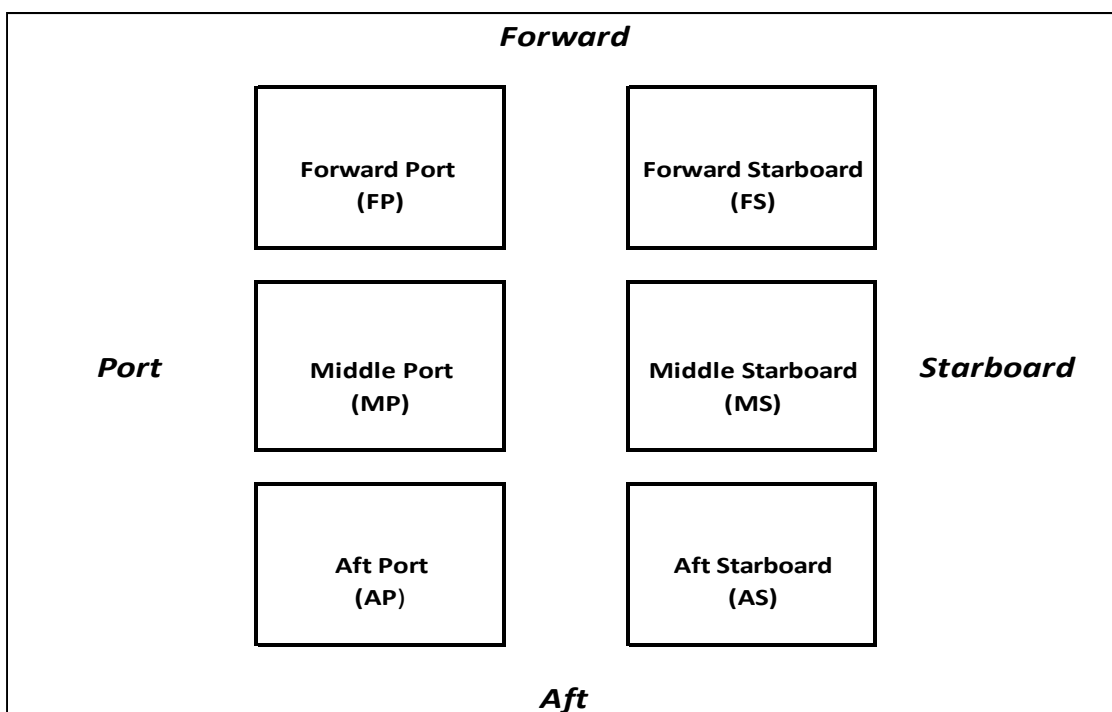 Forward
Forward Port
(FP)
Forward Starboard
(FS)
Port
Middle Port
(MP)
Middle Starboard
(MS)
Starboard
Aft Port
(AP)
Aft Starboard
(AS)
Aft